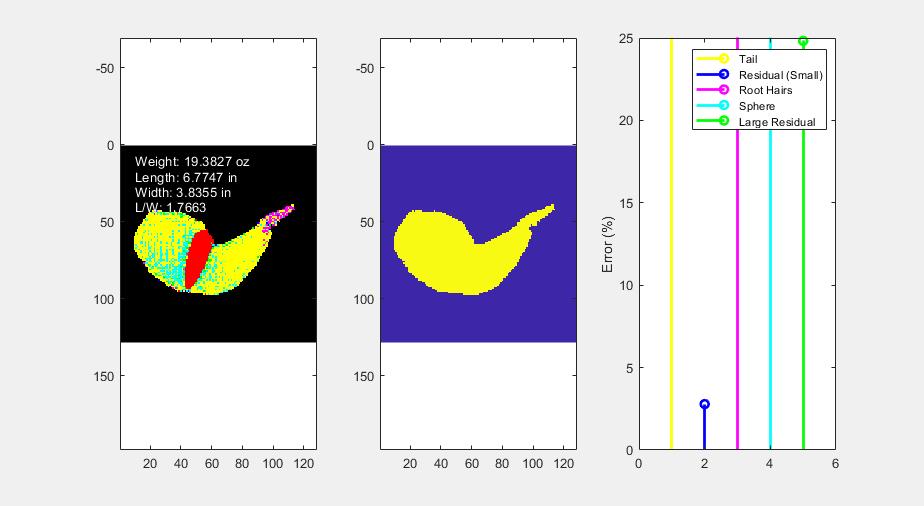 Weight: 19.3827 oz
Length: 6.7747 in
Width: 3.8355 in
L/W: 1.7663
-50
0
50
100
150
20 40 60 80 100 120
-50
0
50
100
150
20 40 60 80 100 120
Tail
Residual (Small)
Root Hairs
Sphere
Large Residual
Error (%)
25
20
15
10
5
0
0 2 4 6